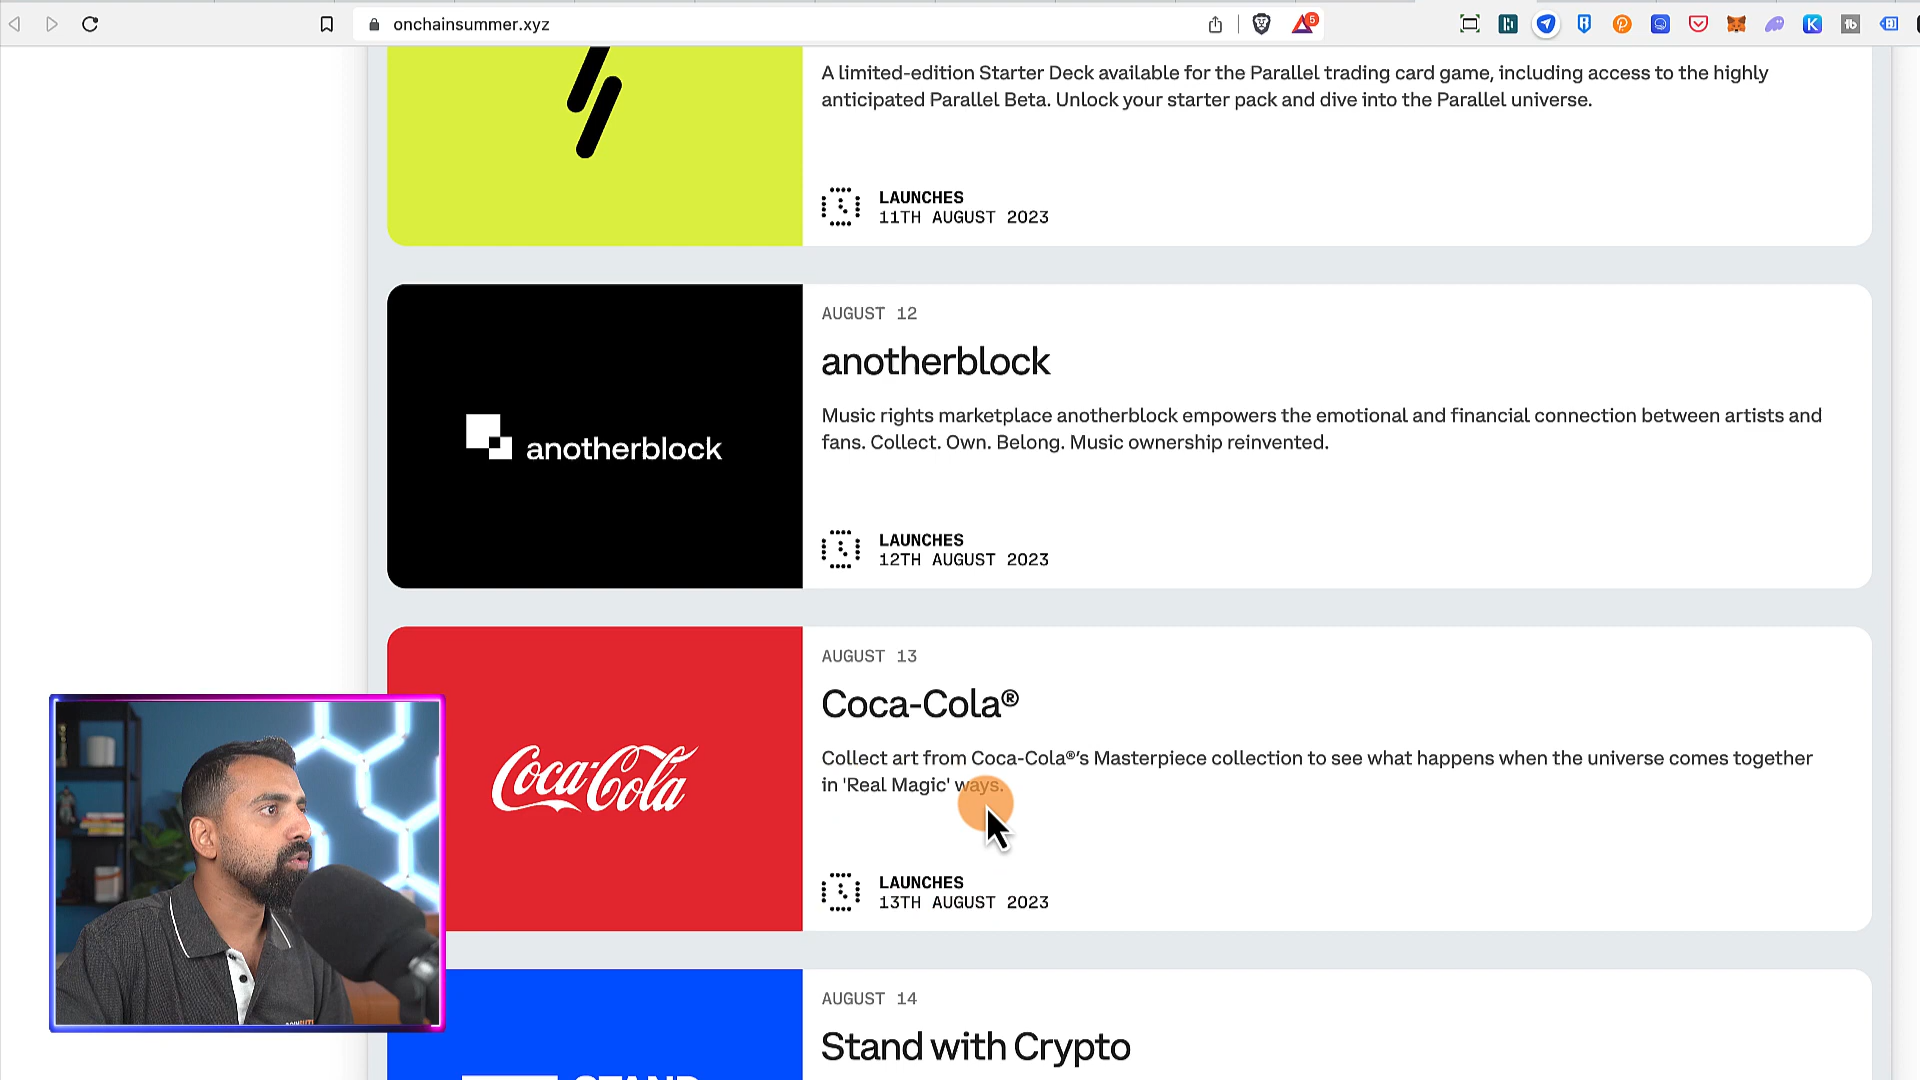 onchainsummer.xyz
5
K
tb
A limited-edition Starter Deck available for the Parallel trading card game, including access to the highly
anticipated Parallel Beta. Unlock your starter pack and dive into the Parallel universe.
LAUNCHES
11TH AUGUST 2023
AUGUST 12
anotherblock
anotherblock
Music rights marketplace anotherblock empowers the emotional and financial connection between artists and
fans. Collect. Own. Belong. Music ownership reinvented.
LAUNCHES
12TH AUGUST 2023
AUGUST 13
Coca-Cola®
Coca-Cola
Collect art from Coca-Cola®'s Masterpiece collection to see what happens when the universe comes together
in 'Real Magic' ways.
LAUNCHES
13TH AUGUST 2023
AUGUST 14
Stand with Crypto
STAND